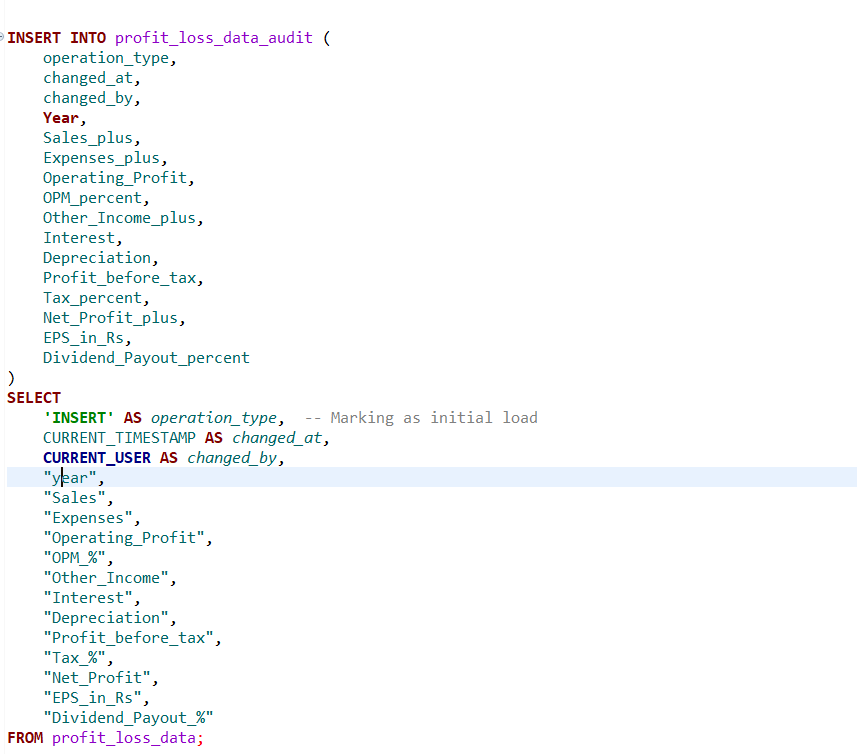 INSERT INTO profit_loss_data_audit (
    operation_type,
    changed_at,
    changed_by,
    Year,
    Sales_plus,
    Expenses_plus,
    Operating_Profit,
    OPM_percent,
    Other_Income_plus,
    Interest,
    Depreciation,
    Profit_before_tax,
    Tax_percent,
    Net_Profit_plus,
    EPS_in_Rs,
    Dividend_Payout_percent
)
SELECT
    'INSERT' AS operation_type,  -- Marking as initial load
    CURRENT_TIMESTAMP AS changed_at,
    CURRENT_USER AS changed_by,
    "year",
    "Sales",
    "Expenses",
    "Operating_Profit",
    "OPM_%",
    "Other_Income",
    "Interest",
    "Depreciation",
    "Profit_before_tax",
    "Tax_%",
    "Net_Profit",
    "EPS_in_Rs",
    "Dividend_Payout_%"
FROM profit_loss_data;